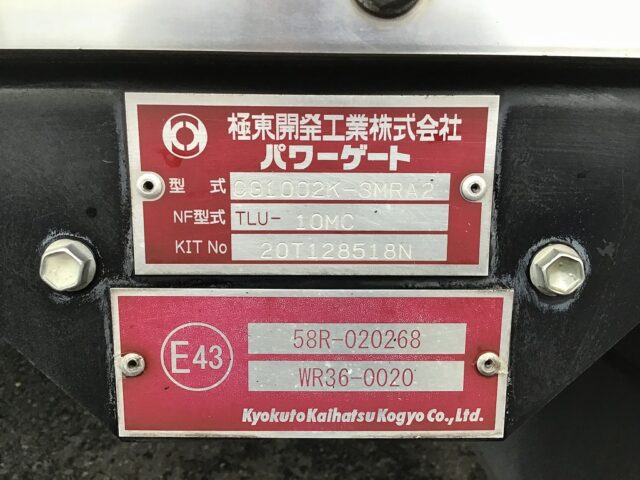 極東開発工業株式会社
パワーゲート
型式 CG1002K-SMRA2
NF型式 TLU- 10MC
KIT No 20T128518N
E43
58R-020268
WR36-0020
Kyokuto Kaihatsu Kogyo Co., Ltd.